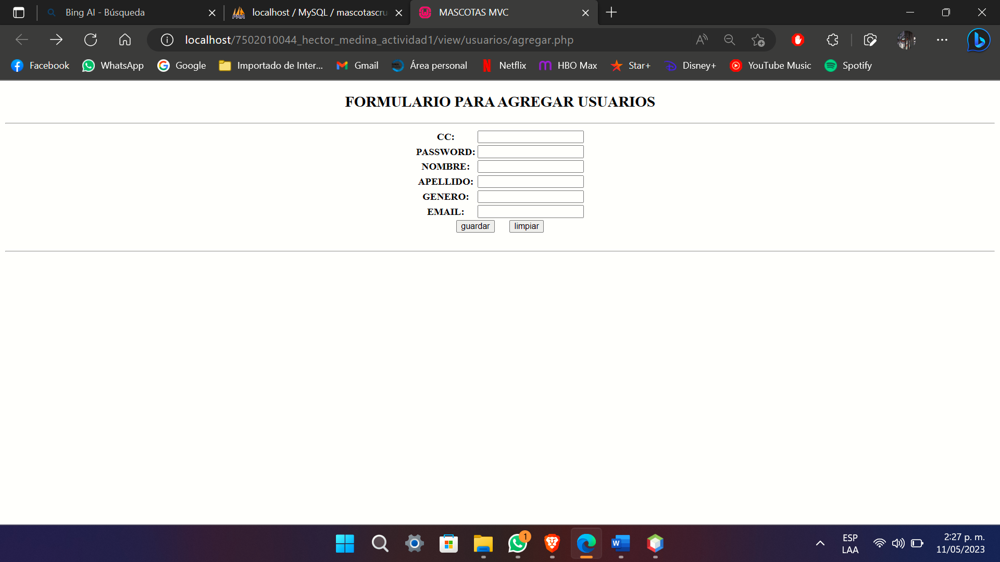 Bing AI - Búsqueda
localhost / MySQL / mascotascru
MASCOTAS MVC
localhost/7502010044_hector_medina_actividad1/view/usuarios/agregar.php
Facebook WhatsApp Google Importado de Inter... Gmail Área personal Netflix HBO Max Star+ Disney+ YouTube Music Spotify
FORMULARIO PARA AGREGAR USUARIOS
CC:
PASSWORD:
NOMBRE:
APELLIDO:
GENERO:
EMAIL:
guardar limpiar
1
ESP
LAA
2:27 p. m.
11/05/2023